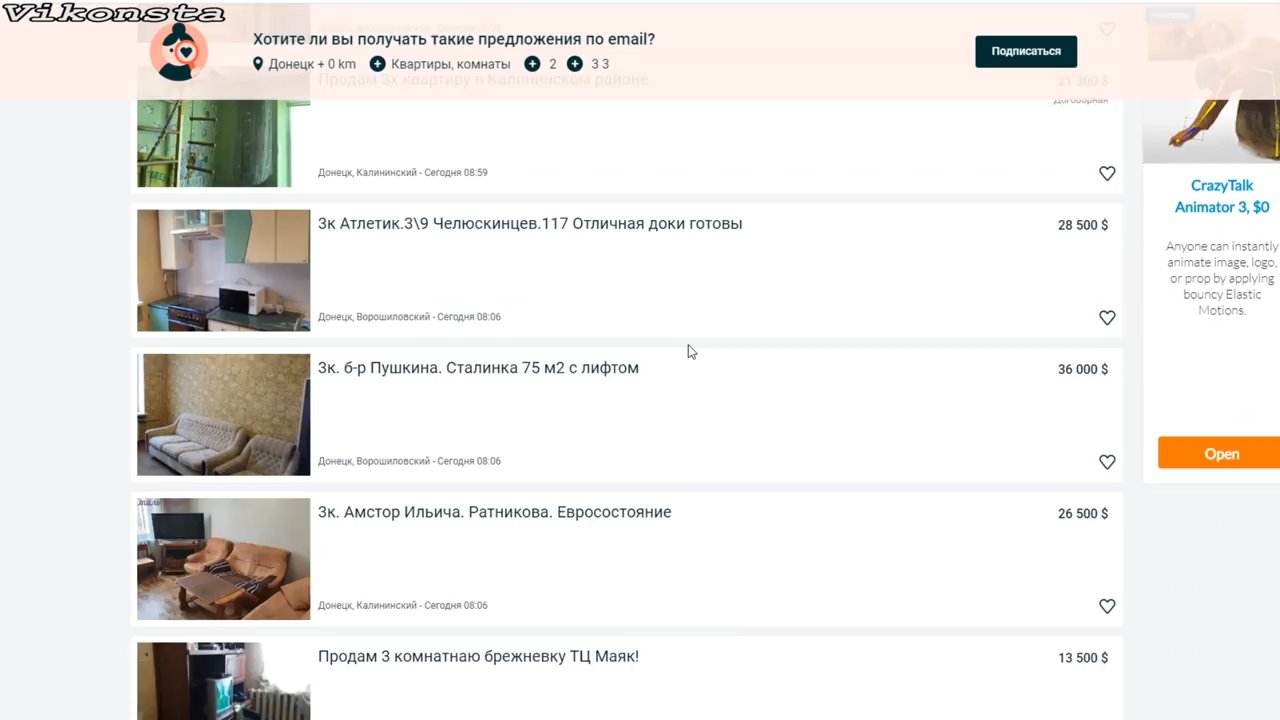 Vikonsta
Хотите ли вы получать такие предложения по email?
Донецк + 0 km Квартиры, комнаты 2 3 3
Подписаться
Продам 3х квартиру в Калининском районе
Договорная
Донецк, Калининский - Сегодня 08:59
3к Атлетик.3\9 Челюскинцев.117 Отличная доки готовы
28 500 $
Донецк, Ворошиловский - Сегодня 08:06
3к. б-р Пушкина. Сталинка 75 м2 с лифтом
36 000 $
Донецк, Ворошиловский - Сегодня 08:06
3к. Амстор Ильича. Ратникова. Евросостояние
26 500 $
Донецк, Калининский - Сегодня 08:06
Продам 3 комнатнаю брежневку ТЦ Маяк!
13 500 $
CrazyTalk
Animator 3, $0
Anyone can instantly
animate image, logo,
or prop by applying
bouncy Elastic
Motions.
Open